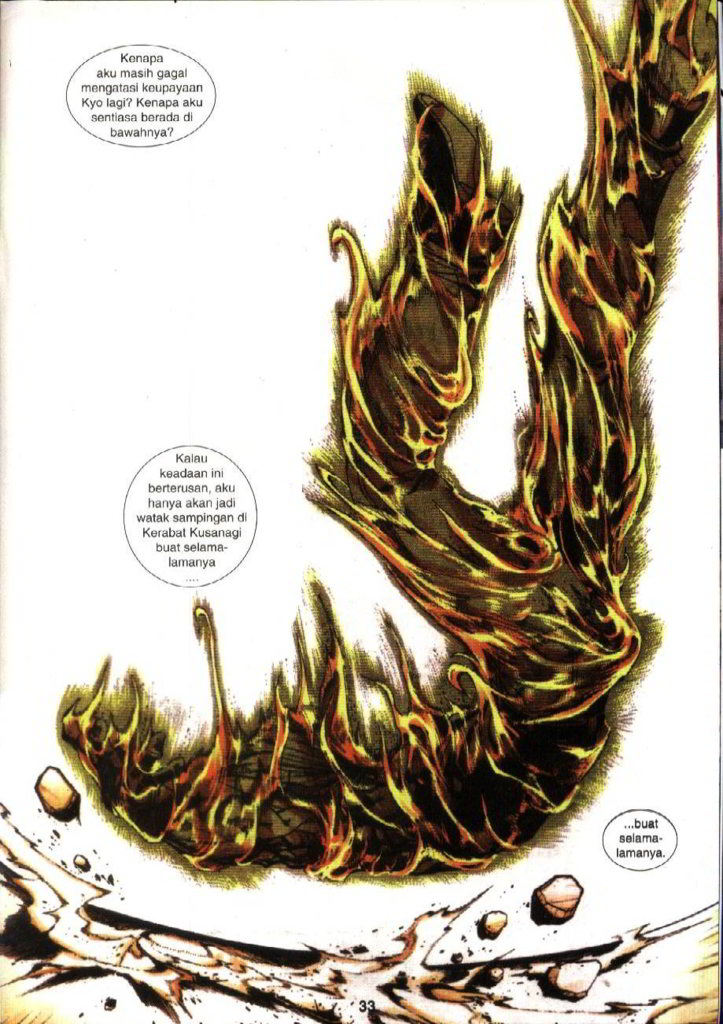 Kenapa
aku masih gagal
mengatasi keupayaan
Kyo lagi? Kenapa aku
sentiasa berada di
bawahnya?
Kalau
keadaan ini
berterusan, aku
hanya akan jadi
watak sampingan di
Kerabat Kusanagi
buat selama-
lamanya
....
...buat
selama-
lamanya.
33